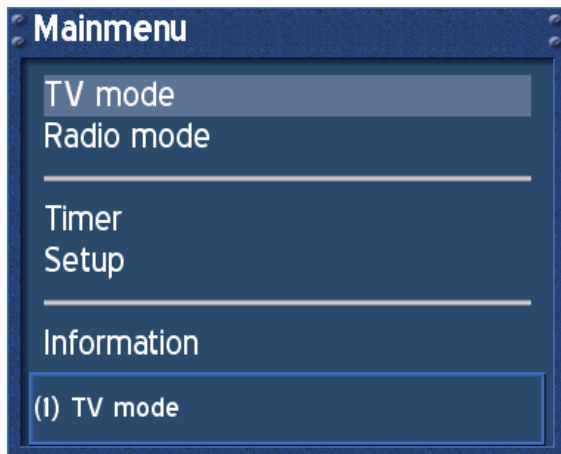 Mainmenu
TV mode
Radio mode
Timer
Setup
Information
(1) TV mode